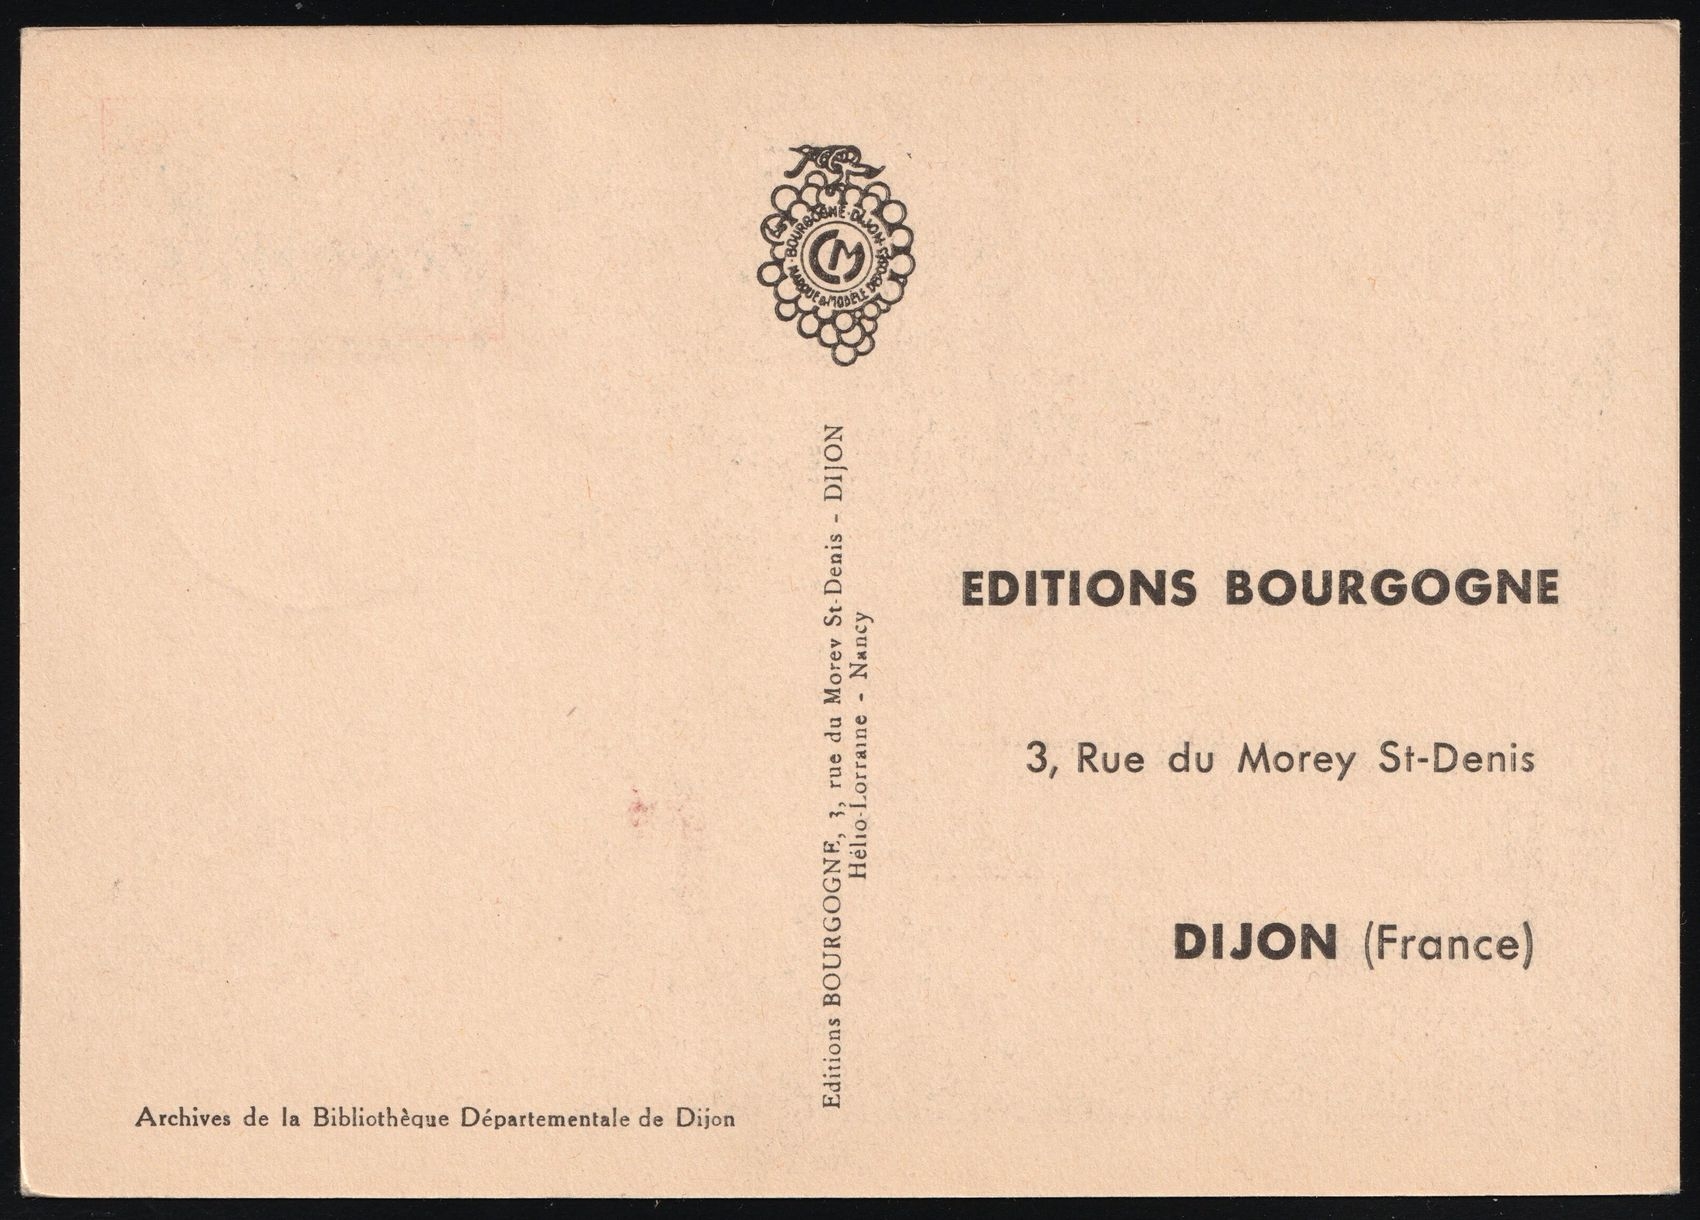 BOURGOGNE-DIJON-
MARQUE & MODÈLE DÉPOSÉ
CM
Editions BOURGOGNE, 3, rue du Morey St-Denis - DIJON
Hélio-Lorraine - Nancy
EDITIONS BOURGOGNE
3, Rue du Morey St-Denis
DIJON (France)
Archives de la Bibliothèque Départementale de Dijon